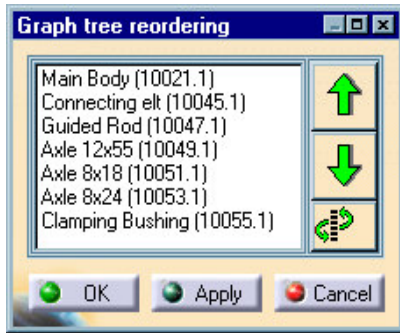 Graph tree reordering
Main Body (10021.1)
Connecting elt (10045.1)
Guided Rod (10047.1)
Axle 12x55 (10049.1)
Axle 8x18 (10051.1)
Axle 8x24 (10053.1)
Clamping Bushing (10055.1)
OK Apply Cancel